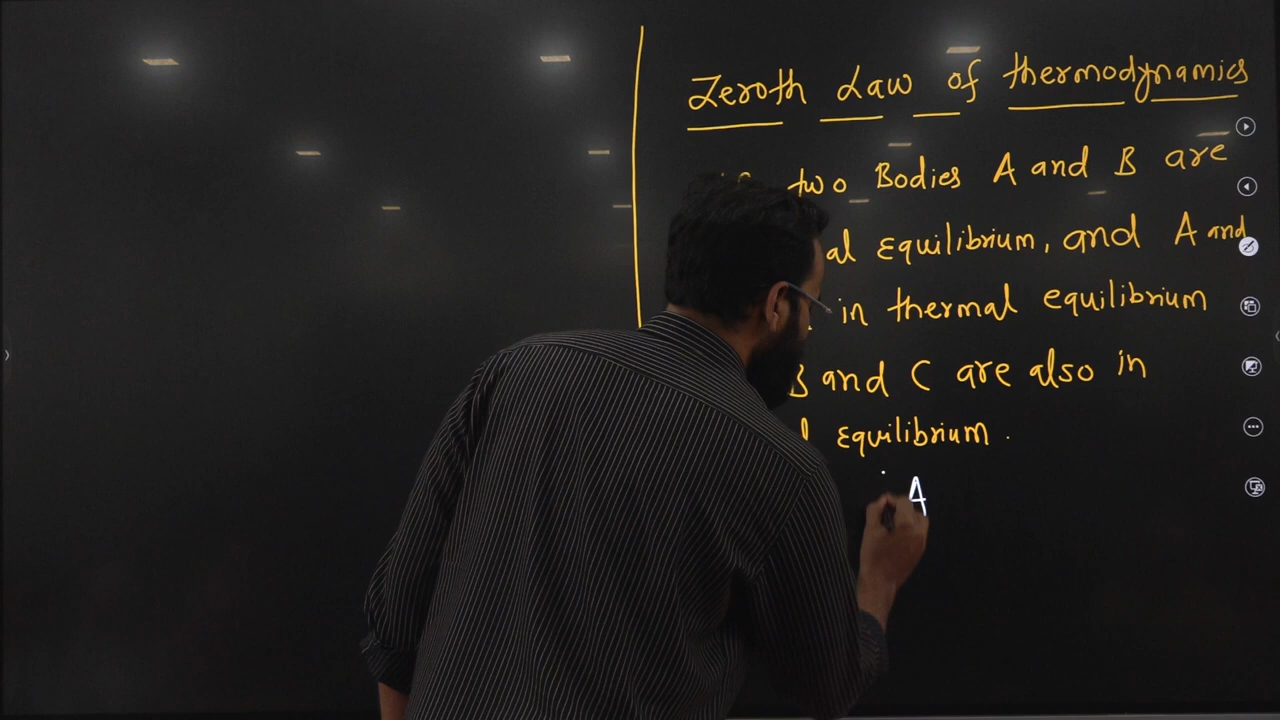 Zeroth Law of thermodynamics
two Bodies A and B are
equilibrium, and A and
in thermal equilibrium
B and C are also in
equilibrium.
A